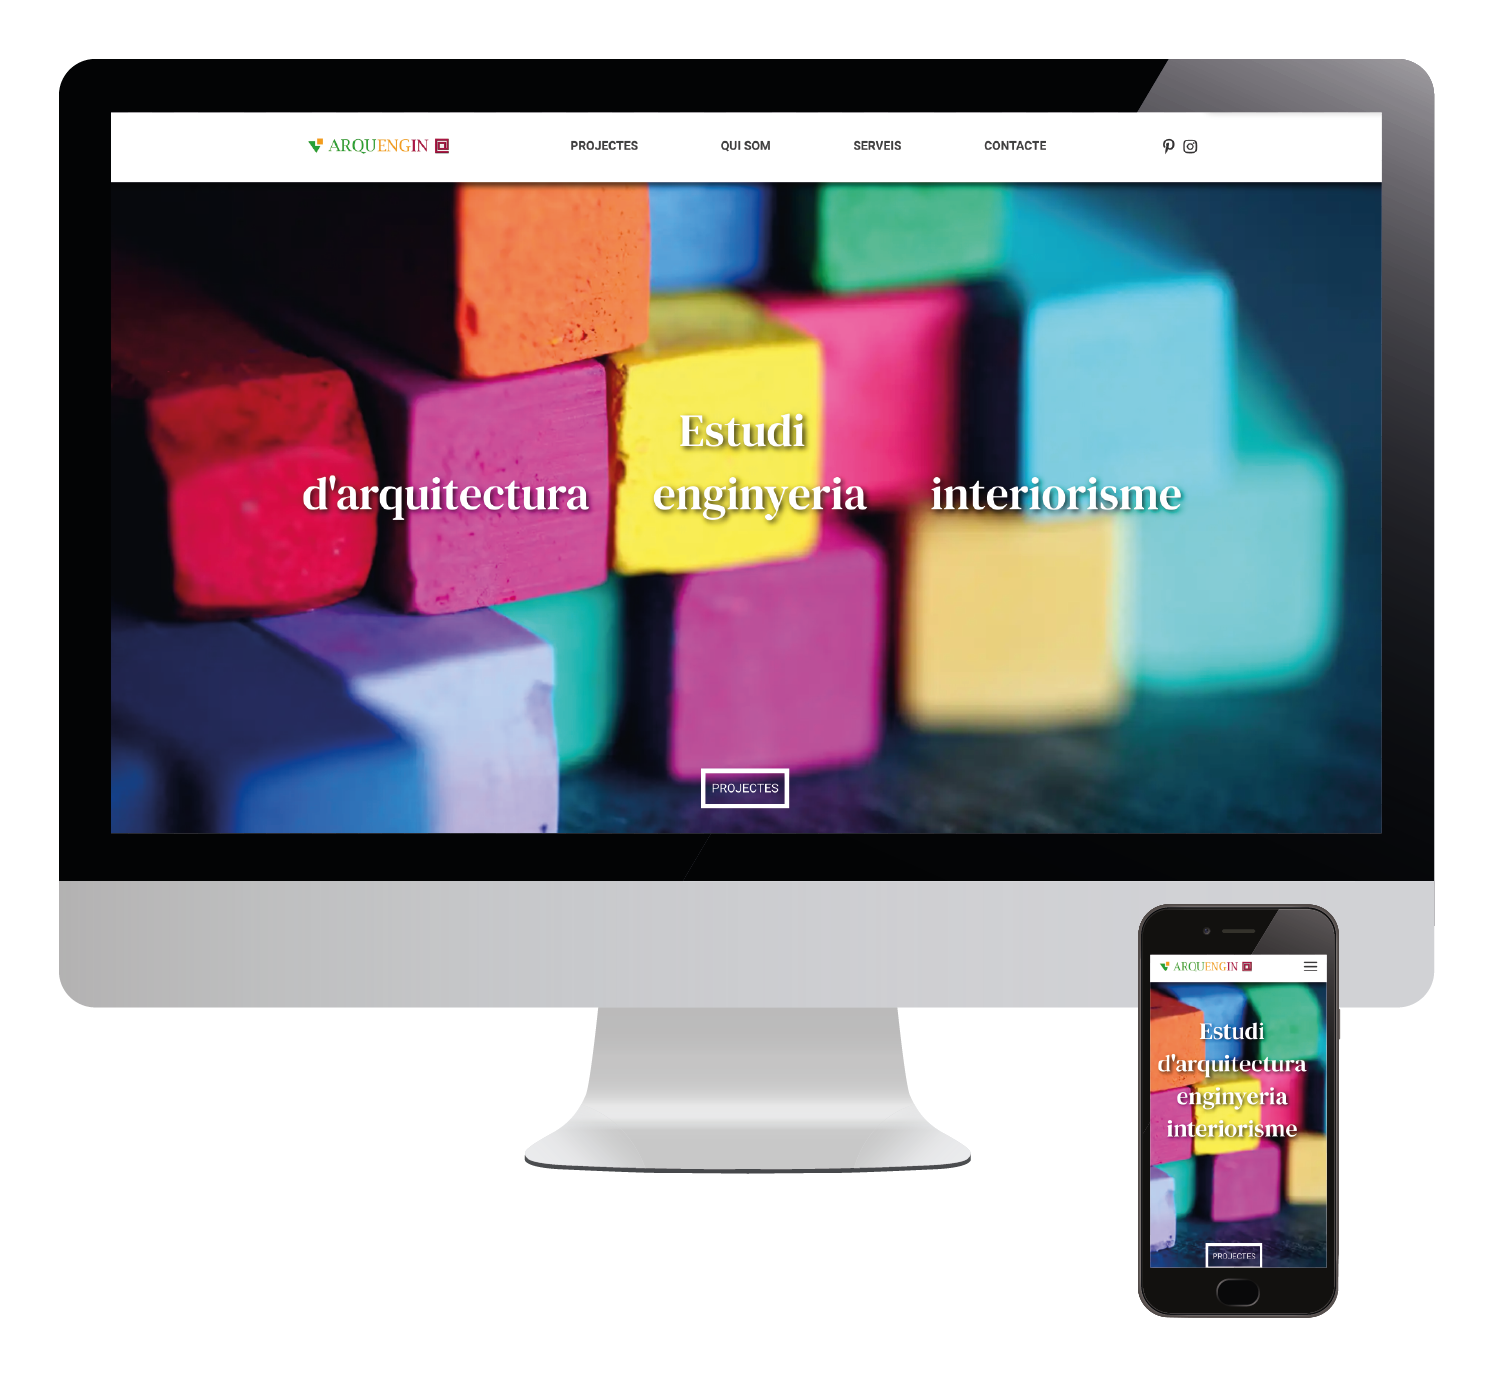 ARQUENGIN PROJECTES QUI SOM SERVEIS CONTACTE
Estudi
d'arquitectura enginyeria interiorisme
PROJECTES
ARQUENGIN
Estudi
d'arquitectura
enginyeria
interiorisme
PROJECTES